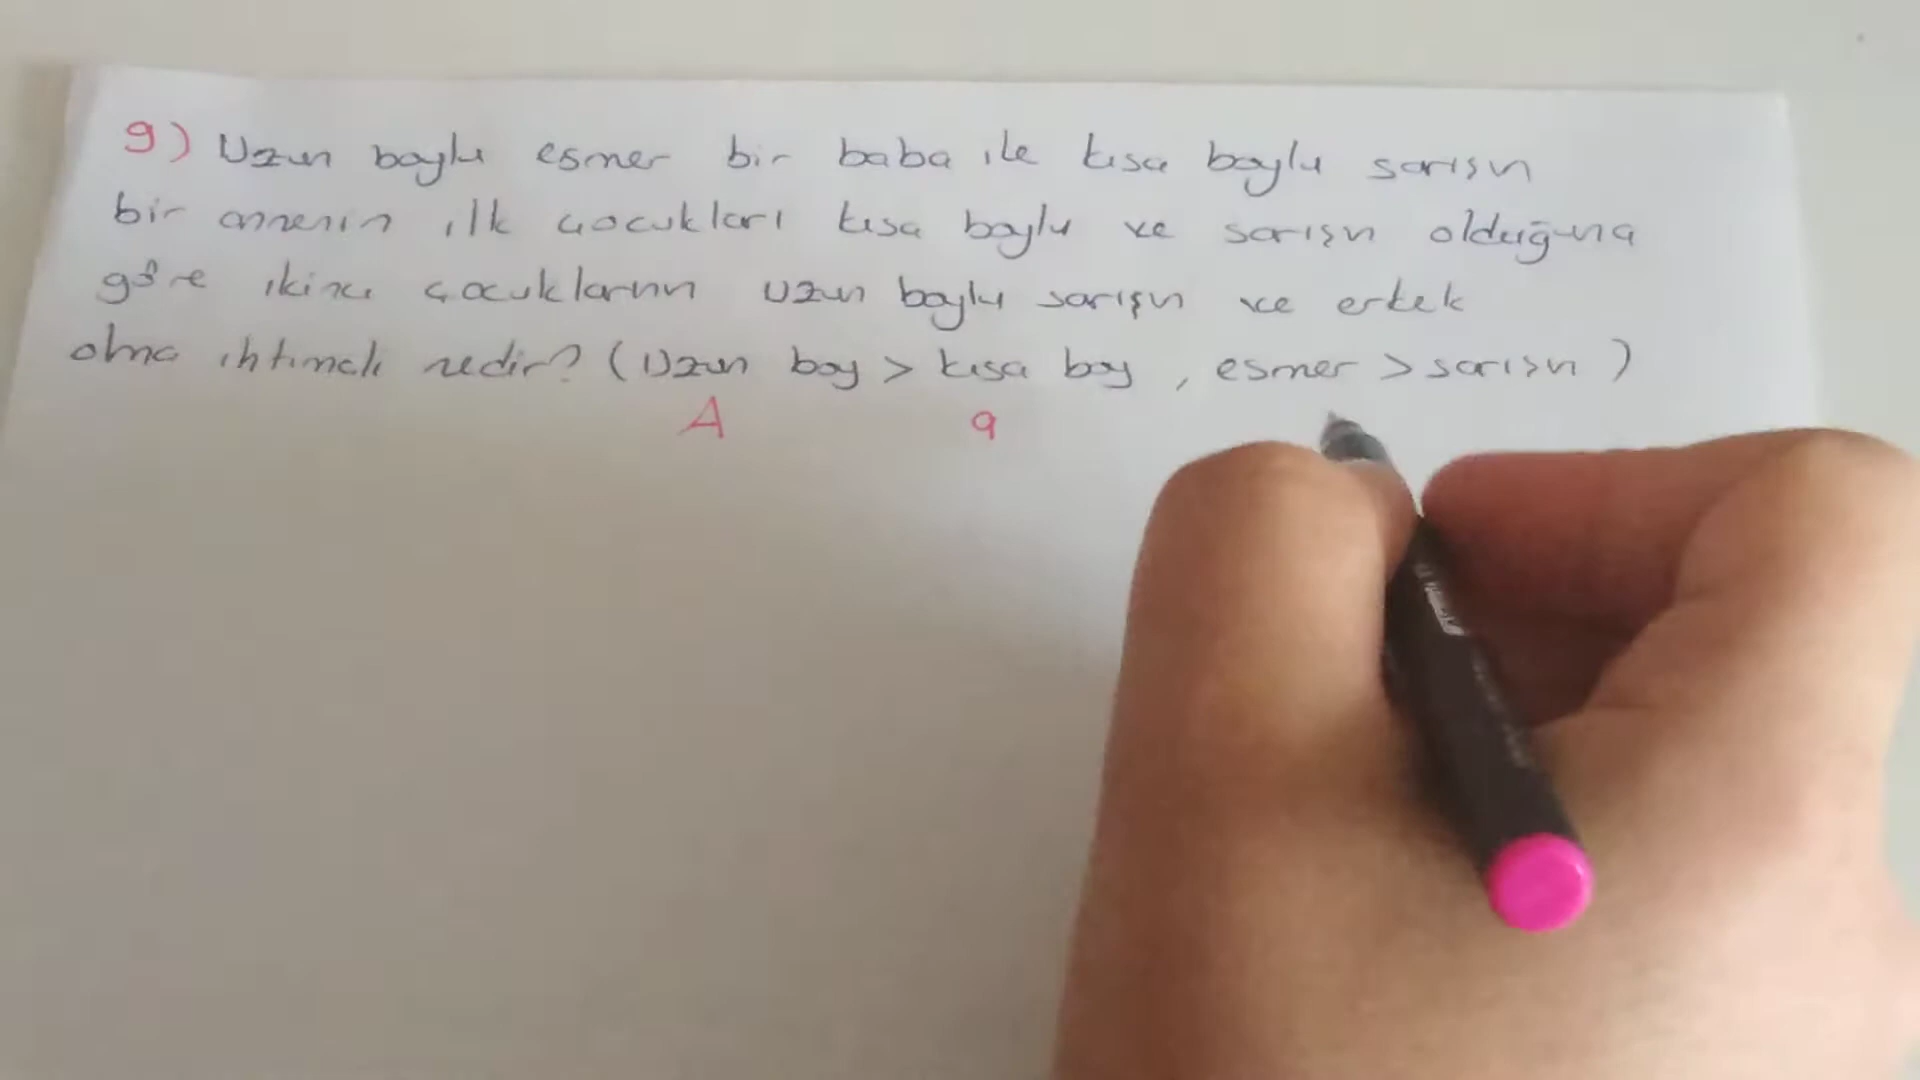 9) Uzun boylu esmer bir baba ile kısa boylu sarışın
bir annenin ilk çocukları kısa boylu ve sarışın olduğuna
göre ikinci çocuklarının uzun boylu sarışın ve erkek
olma ihtimali nedir? (Uzun boy > kısa boy, esmer > sarışın)
A a